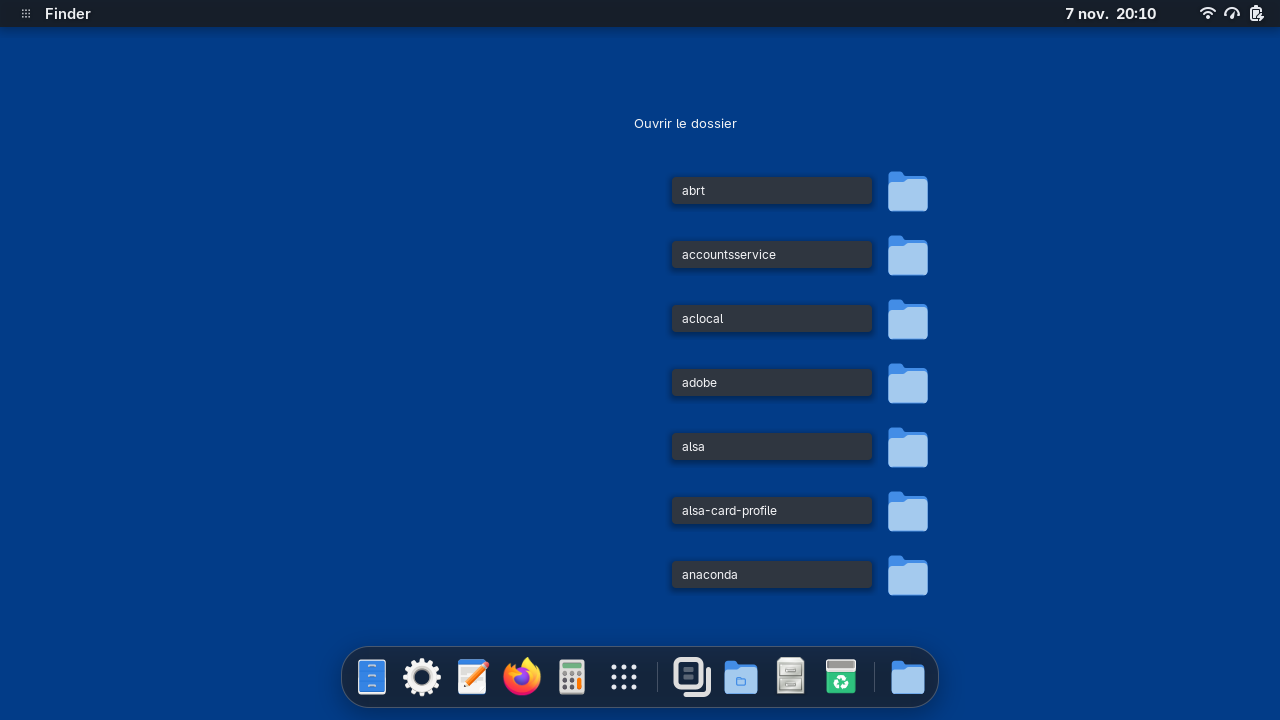 Finder
7 nov. 20:10
Ouvrir le dossier
abrt
accountsservice
aclocal
adobe
alsa
alsa-card-profile
anaconda